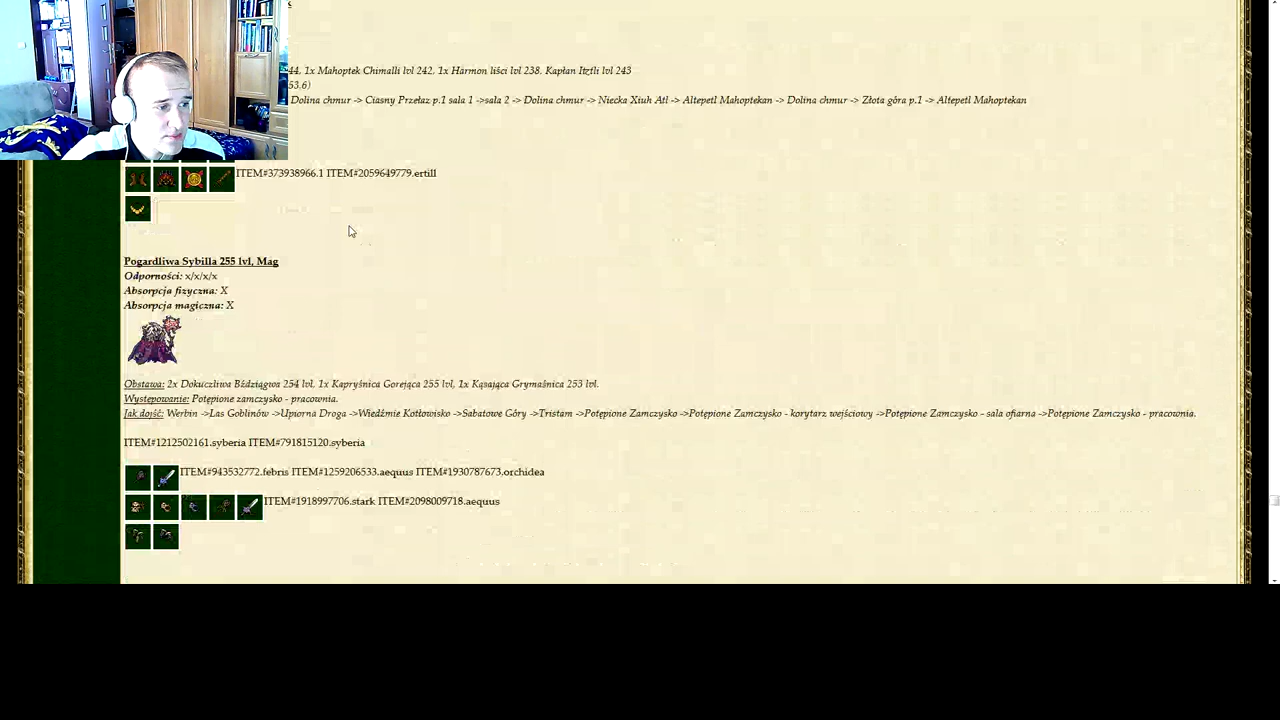 44, 1x Mahoptek Chimalli lvl 242, 1x Harmon liści lvl 238. Kapłan Itztli lvl 243
53.6)
Dolina chmur -> Ciasny Przełaz p.1 sala 1 ->sala 2 -> Dolina chmur -> Niecka Xiuh Atl -> Altepetl Mahoptekan -> Dolina chmur -> Złota góra p.1 -> Altepetl Mahoptekan
ITEM#373938966.1 ITEM#2059649779.ertill
Pogardliwa Sybilla 255 lvl, Mag
Odporności: x/x/x/x
Absorpcja fizyczna: X
Absorpcja magiczna: X
Obstawa: 2x Dokuczliwa Bździągwa 254 lvl, 1x Kapryśnica Gorejąca 255 lvl, 1x Kąsająca Grymaśnica 253 lvl.
Występowanie: Potępione zamczysko - pracownia.
Jak dojść: Werbin ->Las Goblinów ->Upiorna Droga ->Wiedźmie Kotłowisko ->Sabatowe Góry ->Tristam ->Potępione Zamczysko ->Potępione Zamczysko - korytarz wejściowy ->Potępione Zamczysko - sala ofiarna ->Potępione Zamczysko - pracownia.
ITEM#1212502161.syberia ITEM#791815120.syberia
ITEM#943532772.febris ITEM#1259206533.aequus ITEM#1930787673.orchidea
ITEM#1918997706.stark ITEM#2098009718.aequus